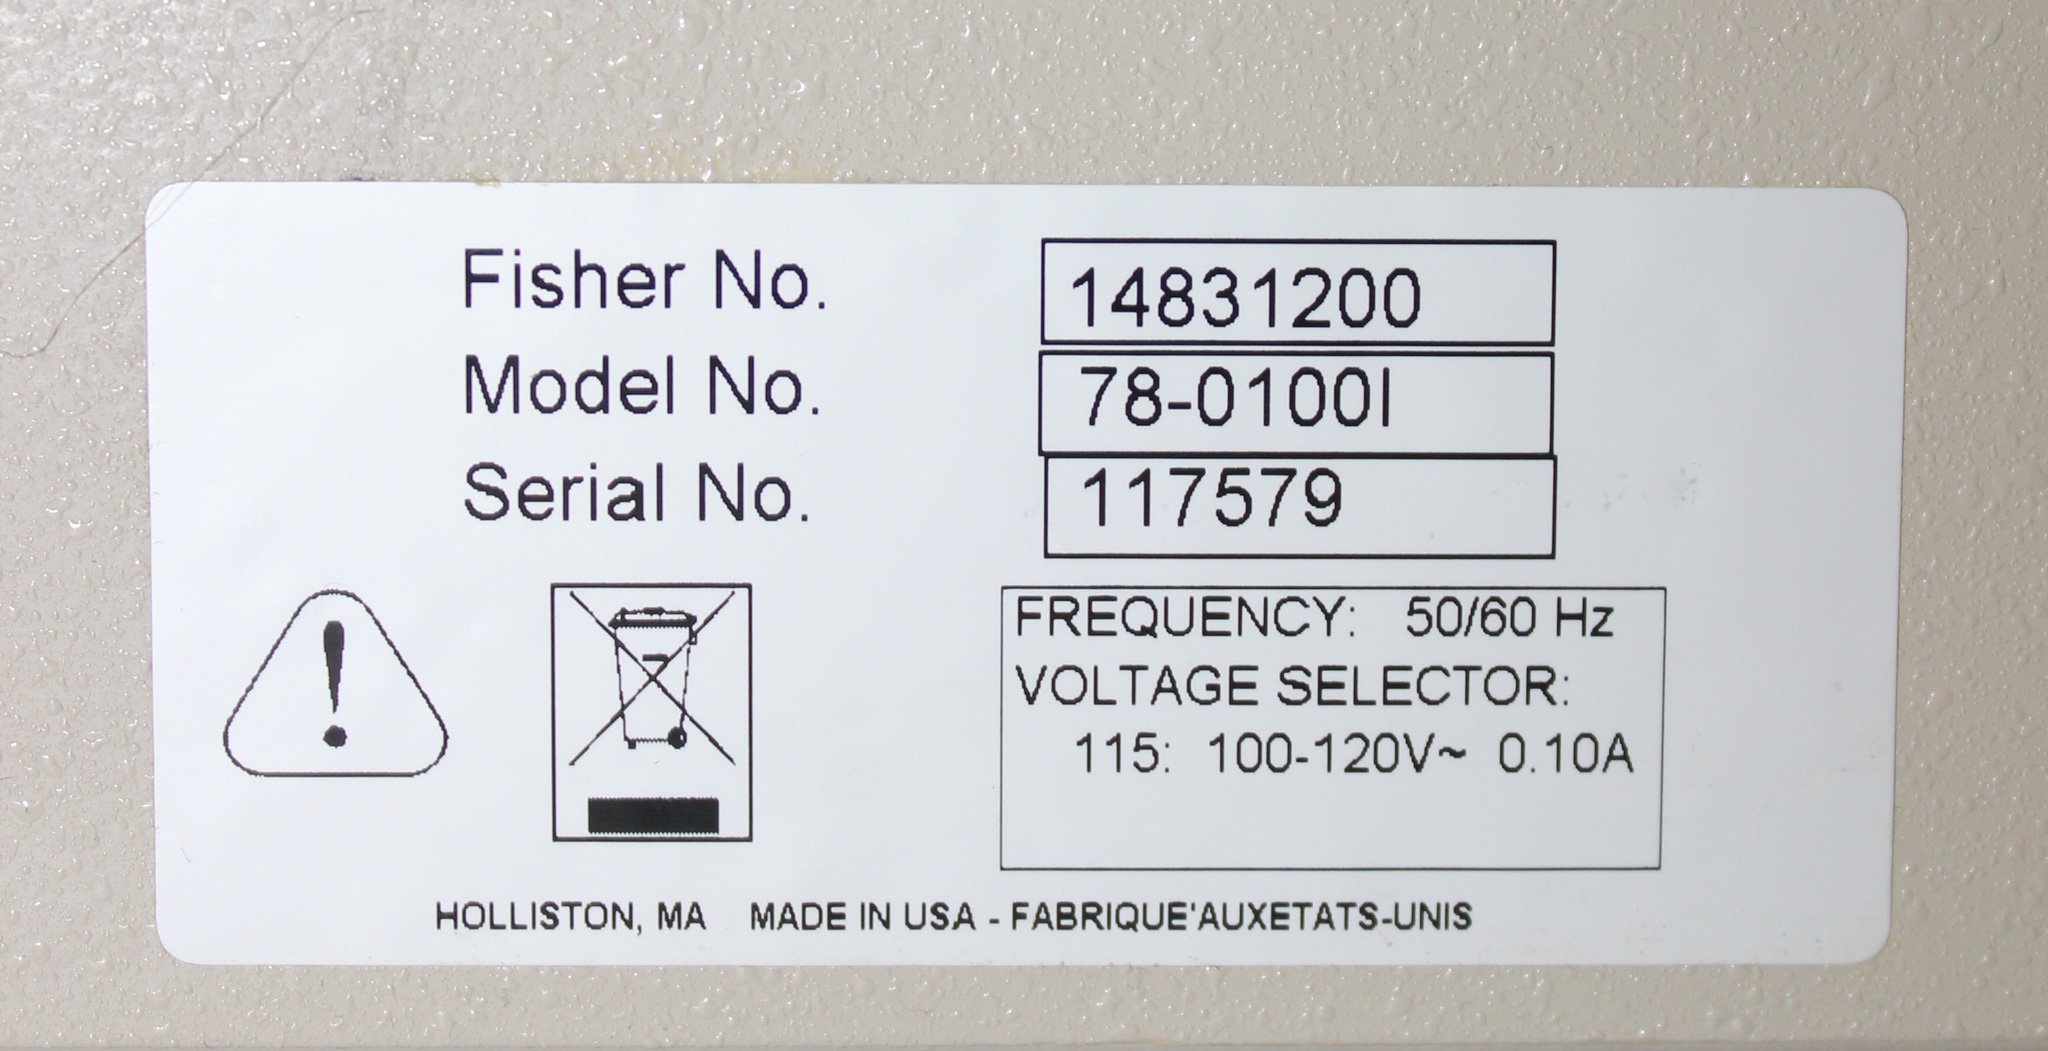 Fisher No. 14831200
Model No. 78-0100I
Serial No. 117579
FREQUENCY: 50/60 Hz
VOLTAGE SELECTOR:
115: 100-120V~ 0.10A
HOLLISTON, MA MADE IN USA - FABRIQUE'AUXETATS-UNIS